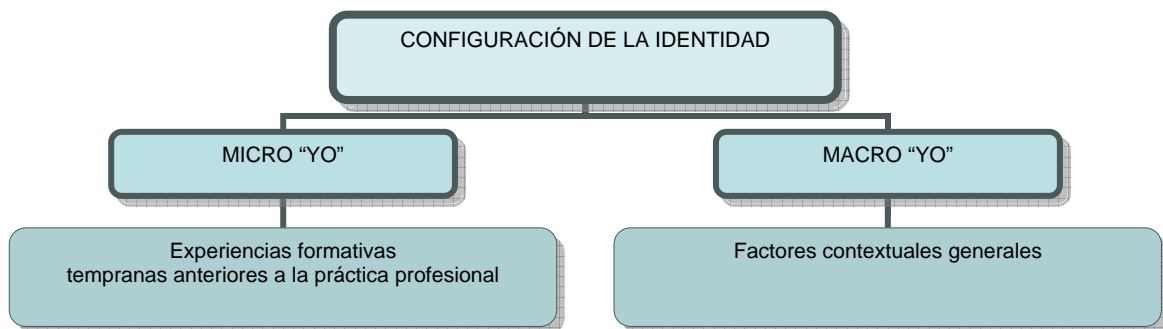 CONFIGURACIÓN DE LA IDENTIDAD
MICRO “YO”
MACRO “YO”
Experiencias formativas
tempranas anteriores a la práctica profesional
Factores contextuales generales